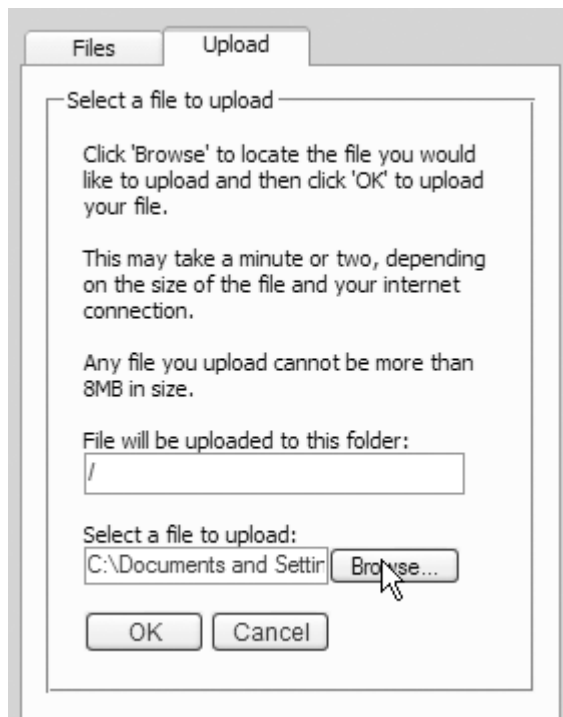 Files
Upload
Select a file to upload
Click 'Browse' to locate the file you would
like to upload and then click 'OK' to upload
your file.
This may take a minute or two, depending
on the size of the file and your internet
connection.
Any file you upload cannot be more than
8MB in size.
File will be uploaded to this folder:
/
Select a file to upload:
C:\Documents and Settin
Browse...
OK
Cancel